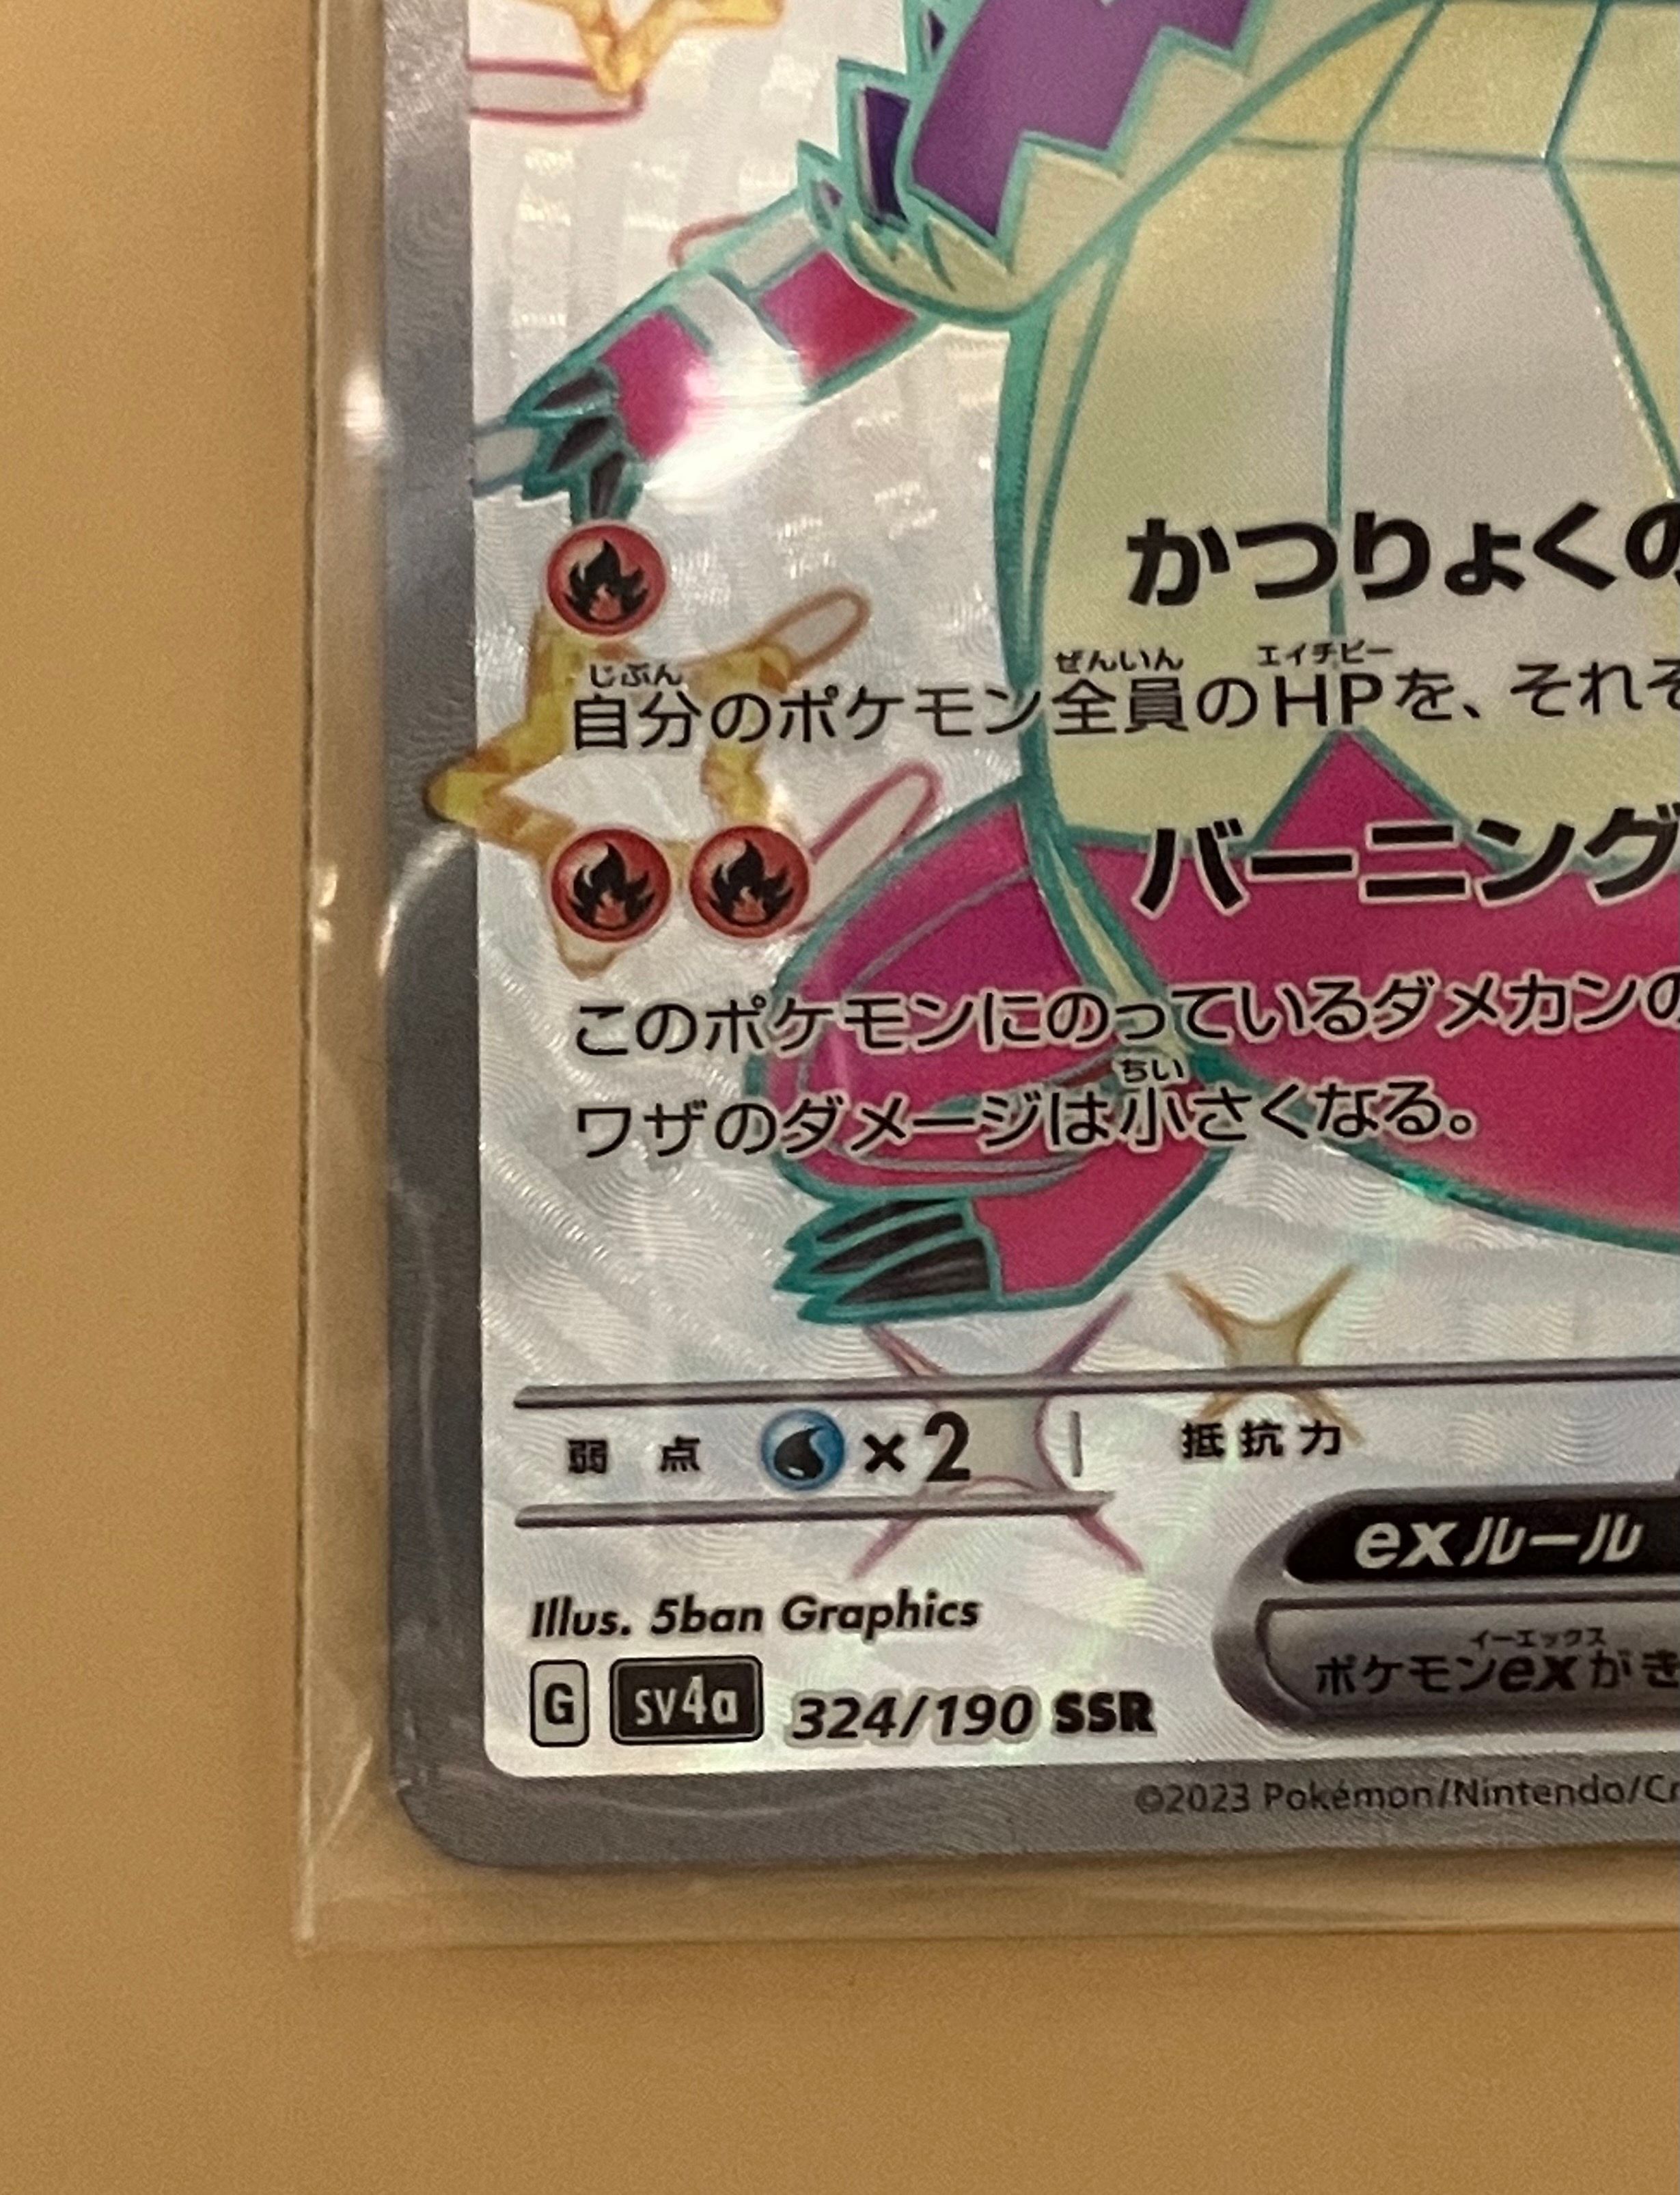 かつりょくの
じぶん ぜんいん エイチピー
自分のポケモン全員のHPを、それぞ
バーニング
このポケモンにのっているダメカンの
ちい
ワザのダメージは小さくなる。
弱点 ×2 抵抗力
exルール
イーエックス
ポケモンexがき
Illus. 5ban Graphics
G sv4a 324/190 SSR
©2023 Pokémon/Nintendo/Cr